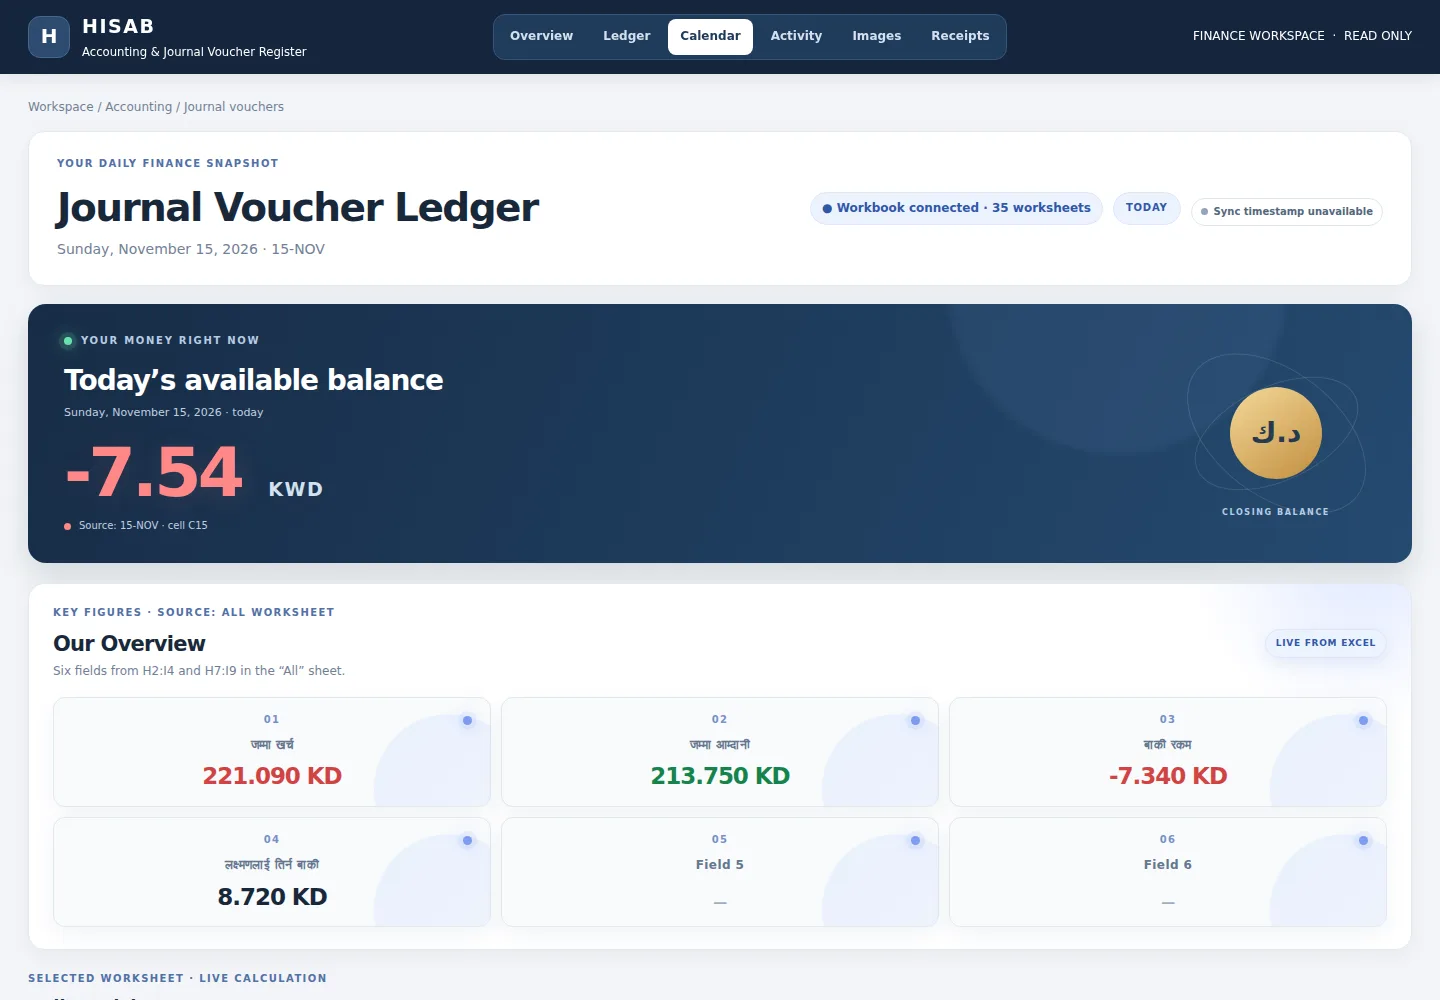 H
HISAB
Accounting & Journal Voucher Register
Overview
Ledger
Calendar
Activity
Images
Receipts
FINANCE WORKSPACE · READ ONLY
Workspace / Accounting / Journal vouchers
YOUR DAILY FINANCE SNAPSHOT
Journal Voucher Ledger
Sunday, November 15, 2026 · 15-NOV
Workbook connected · 35 worksheets
TODAY
Sync timestamp unavailable
YOUR MONEY RIGHT NOW
Today’s available balance
Sunday, November 15, 2026 · today
-7.54 KWD
Source: 15-NOV · cell C15
د.ك
CLOSING BALANCE
KEY FIGURES · SOURCE: ALL WORKSHEET
Our Overview
Six fields from H2:I4 and H7:I9 in the “All” sheet.
LIVE FROM EXCEL
01
जम्मा खर्च
221.090 KD
02
जम्मा आम्दानी
213.750 KD
03
बाकी रकम
-7.340 KD
04
लक्ष्मणलाई तिर्न बाकी
8.720 KD
05
Field 5
—
06
Field 6
—
SELECTED WORKSHEET · LIVE CALCULATION